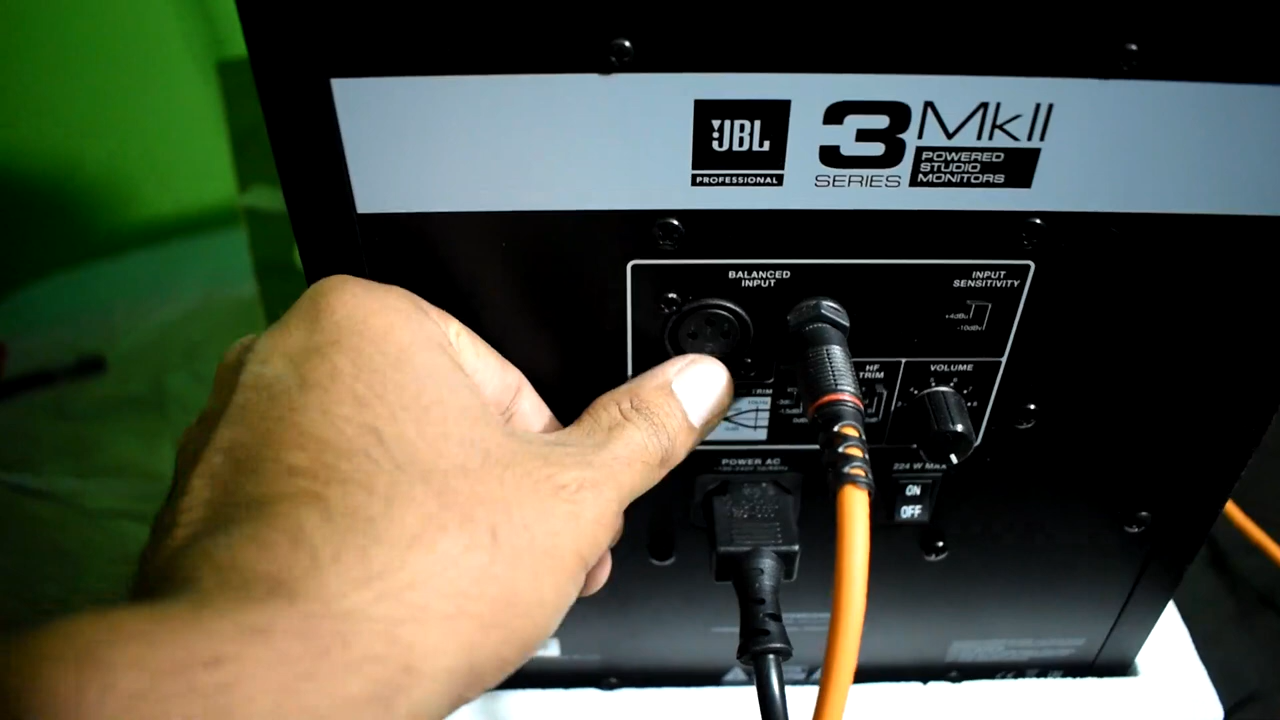 JBL
PROFESSIONAL
3
SERIES
MkII
POWERED
STUDIO
MONITORS
BALANCED
INPUT
INPUT
SENSITIVITY
+4dBu
-10dBv
HF
TRIM
VOLUME
TRIM
POWER AC
224 W MAX
ON
OFF